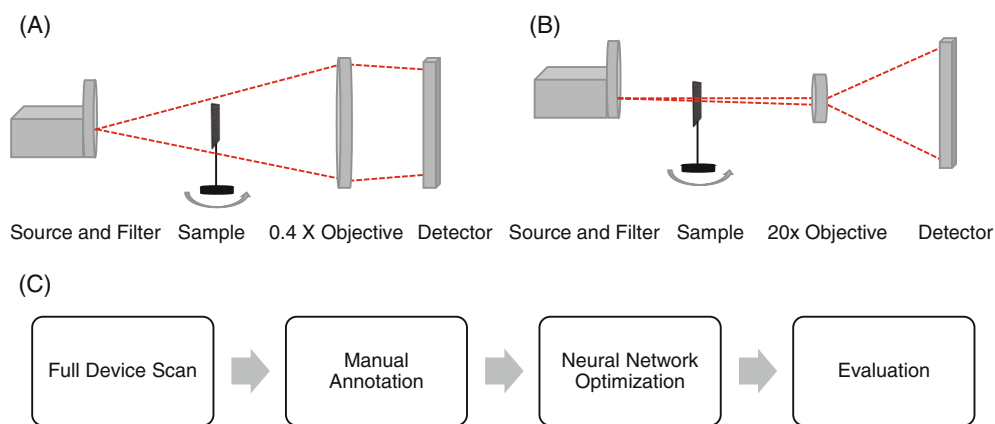 (A)
(B)
Source and Filter Sample 0.4 X Objective Detector
Source and Filter Sample 20x Objective Detector
(C)
Full Device Scan
Manual
Annotation
Neural Network
Optimization
Evaluation